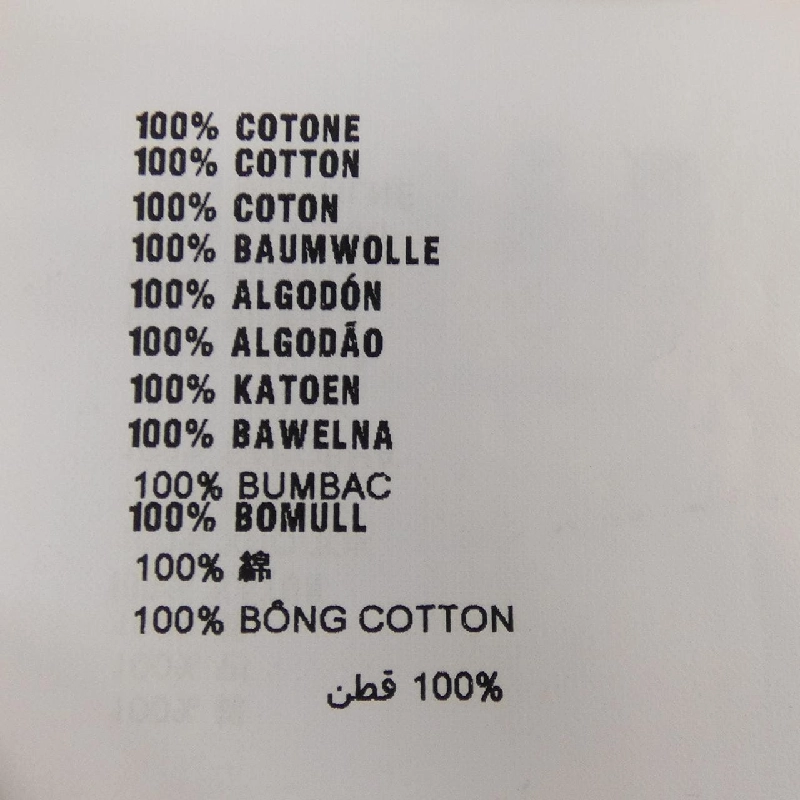 100% COTONE
100% COTTON
100% COTON
100% BAUMWOLLE
100% ALGODÓN
100% ALGODÃO
100% KATOEN
100% BAWELNA
100% BUMBAC
100% BOMULL
100% 綿
100% BÔNG COTTON
100% قطن